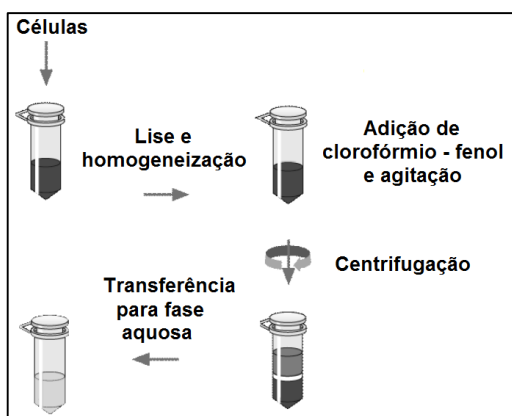 Células
Lise e
homogeneização
Adição de
clorofórmio - fenol
e agitação
Centrifugação
Transferência
para fase
aquosa